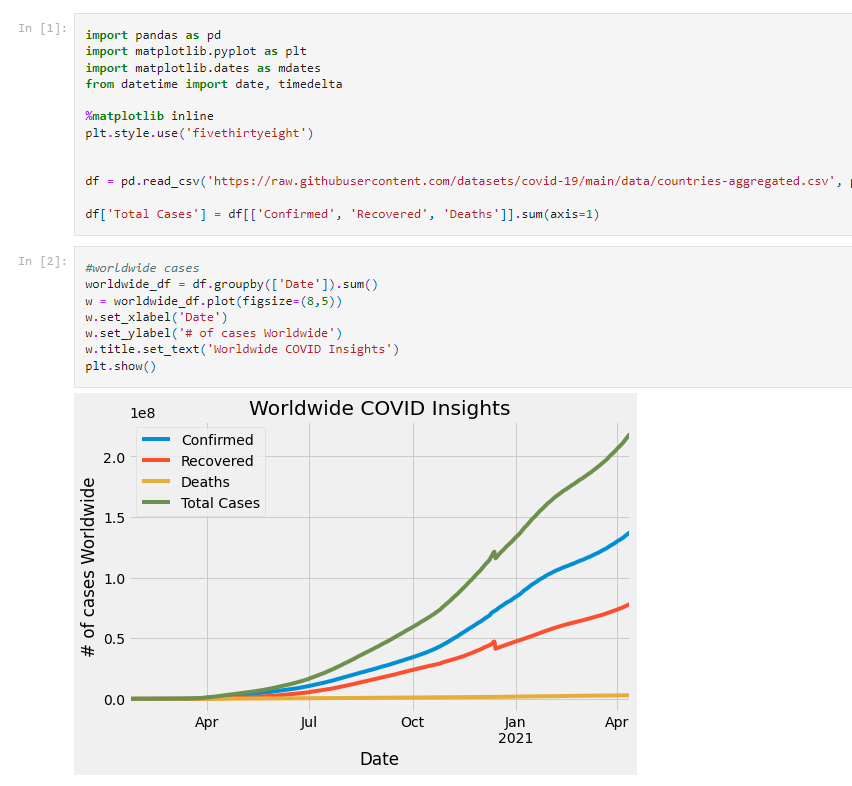 In [1]:
import pandas as pd
import matplotlib.pyplot as plt
import matplotlib.dates as mdates
from datetime import date, timedelta
%matplotlib inline
plt.style.use('fivethirtyeight')
df = pd.read_csv('https://raw.githubusercontent.com/datasets/covid-19/main/data/countries-aggregated.csv',
df['Total Cases'] = df[['Confirmed', 'Recovered', 'Deaths']].sum(axis=1)
In [2]:
#worldwide cases
worldwide_df = df.groupby(['Date']).sum()
w = worldwide_df.plot(figsize=(8,5))
w.set_xlabel('Date')
w.set_ylabel('# of cases Worldwide')
w.title.set_text('Worldwide COVID Insights')
plt.show()
Worldwide COVID Insights
1e8
Confirmed
Recovered
Deaths
Total Cases
# of cases Worldwide
2.0
1.5
1.0
0.5
0.0
Apr Jul Oct Jan Apr
2021
Date